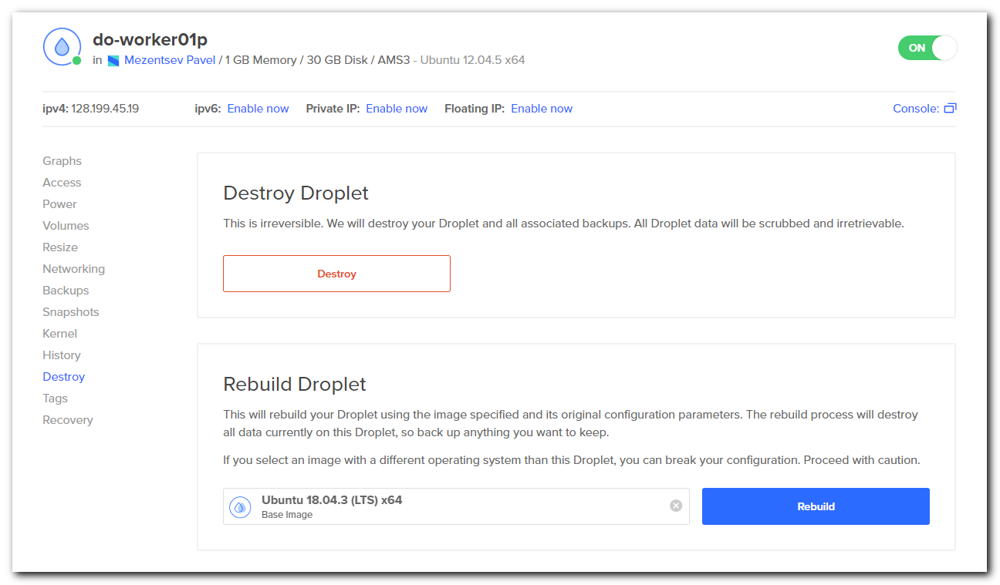 do-worker01p
in Mezentsev Pavel / 1 GB Memory / 30 GB Disk / AMS3 - Ubuntu 12.04.5 x64
ON
ipv4: 128.199.45.19 ipv6: Enable now Private IP: Enable now Floating IP: Enable now Console:
Graphs
Access
Power
Volumes
Resize
Networking
Backups
Snapshots
Kernel
History
Destroy
Tags
Recovery
Destroy Droplet
This is irreversible. We will destroy your Droplet and all associated backups. All Droplet data will be scrubbed and irretrievable.
Destroy
Rebuild Droplet
This will rebuild your Droplet using the image specified and its original configuration parameters. The rebuild process will destroy
all data currently on this Droplet, so back up anything you want to keep.
If you select an image with a different operating system than this Droplet, you can break your configuration. Proceed with caution.
Ubuntu 18.04.3 (LTS) x64
Base Image
Rebuild